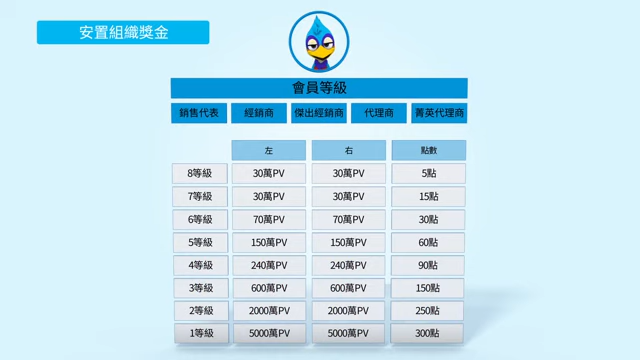 安置組織獎金
會員等級
銷售代表 經銷商 傑出經銷商 代理商 菁英代理商
左 右 點數
8等級 30萬PV 30萬PV 5點
7等級 30萬PV 30萬PV 15點
6等級 70萬PV 70萬PV 30點
5等級 150萬PV 150萬PV 60點
4等級 240萬PV 240萬PV 90點
3等級 600萬PV 600萬PV 150點
2等級 2000萬PV 2000萬PV 250點
1等級 5000萬PV 5000萬PV 300點